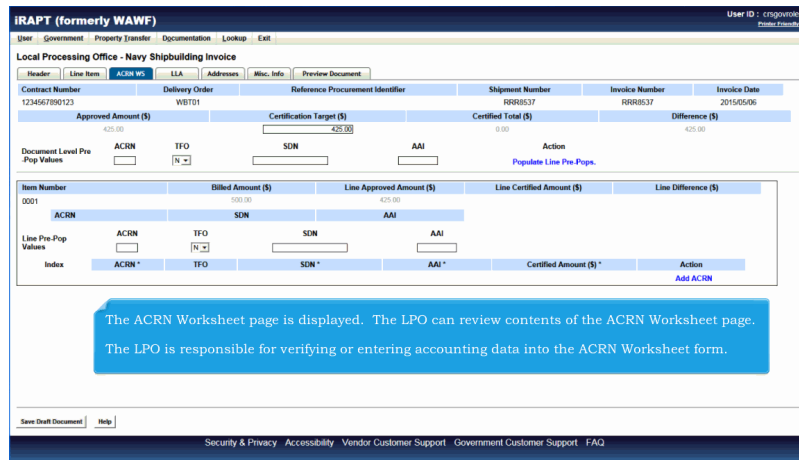 User ID : crsgovrole
iRAPT (formerly WAWF)
Printer Friendly
User Government Property Transfer Documentation Lookup Exit
Local Processing Office - Navy Shipbuilding Invoice
Header Line Item ACRN WS LLA Addresses Misc. Info Preview Document
Contract Number Delivery Order Reference Procurement Identifier Shipment Number Invoice Number Invoice Date
1234567890123 WBT01 RRR8537 RRR8537 2015/05/06
Approved Amount ($) Certification Target ($) Certified Total ($) Difference ($)
425.00 425.00 0.00 425.00
ACRN TFO SDN AAI Action
Document Level Pre
-Pop Values N Populate Line Pre-Pops.
Item Number Billed Amount ($) Line Approved Amount ($) Line Certified Amount ($) Line Difference ($)
0001 500.00 425.00
ACRN SDN AAI
ACRN TFO SDN AAI
Line Pre-Pop
Values N
Index ACRN * TFO SDN * AAI * Certified Amount ($) * Action
Add ACRN
The ACRN Worksheet page is displayed. The LPO can review contents of the ACRN Worksheet page.
The LPO is responsible for verifying or entering accounting data into the ACRN Worksheet form.
Save Draft Document Help
Security & Privacy Accessibility Vendor Customer Support Government Customer Support FAQ